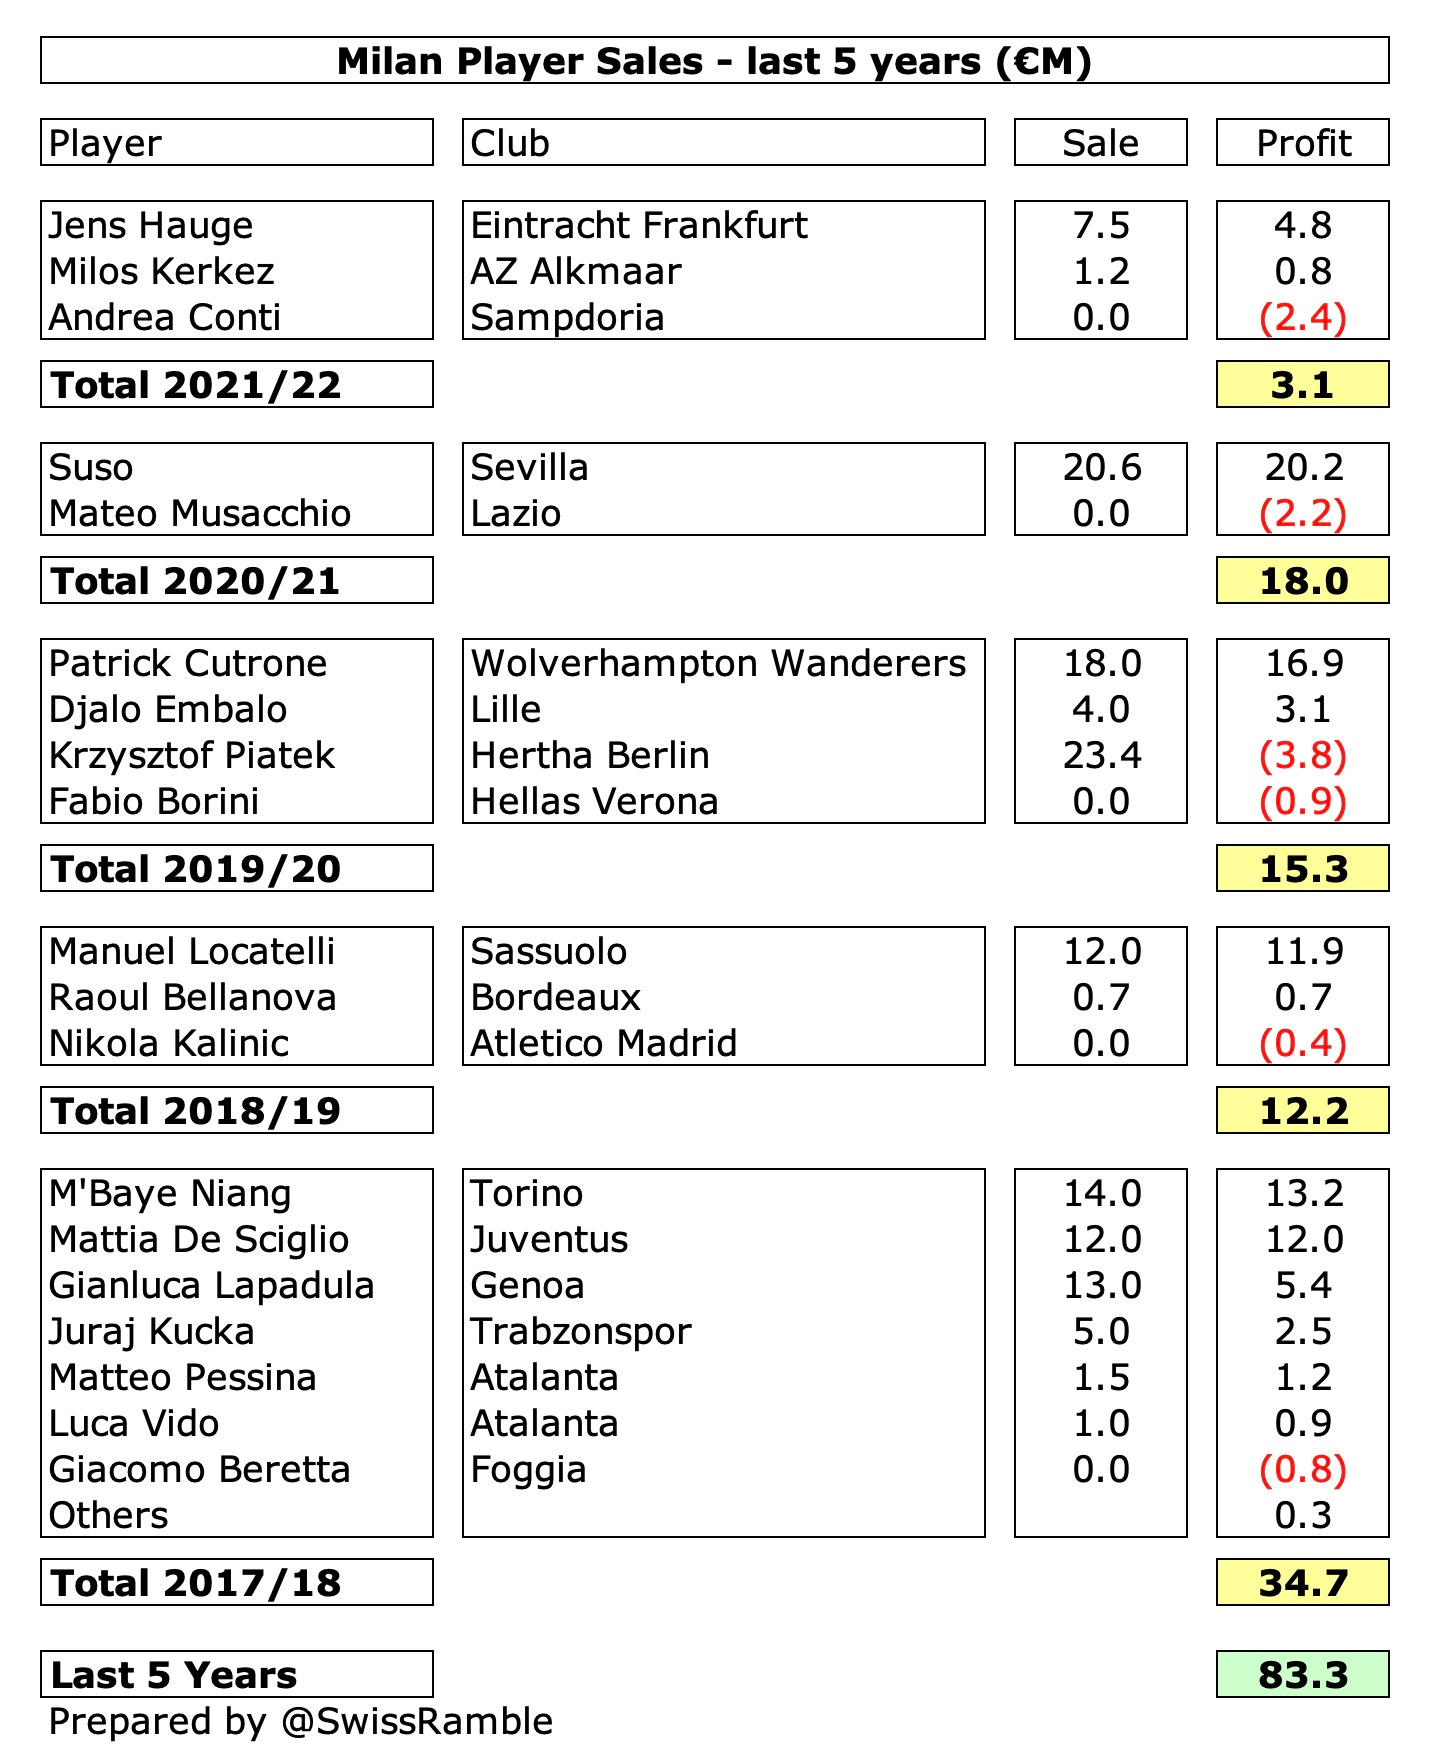 Milan Player Sales - last 5 years (€M)
Player Club Sale Profit
Jens Hauge Eintracht Frankfurt 7.5 4.8
Milos Kerkez AZ Alkmaar 1.2 0.8
Andrea Conti Sampdoria 0.0 (2.4)
Total 2021/22 3.1
Suso Sevilla 20.6 20.2
Mateo Musacchio Lazio 0.0 (2.2)
Total 2020/21 18.0
Patrick Cutrone Wolverhampton Wanderers 18.0 16.9
Djalo Embalo Lille 4.0 3.1
Krzysztof Piatek Hertha Berlin 23.4 (3.8)
Fabio Borini Hellas Verona 0.0 (0.9)
Total 2019/20 15.3
Manuel Locatelli Sassuolo 12.0 11.9
Raoul Bellanova Bordeaux 0.7 0.7
Nikola Kalinic Atletico Madrid 0.0 (0.4)
Total 2018/19 12.2
M'Baye Niang Torino 14.0 13.2
Mattia De Sciglio Juventus 12.0 12.0
Gianluca Lapadula Genoa 13.0 5.4
Juraj Kucka Trabzonspor 5.0 2.5
Matteo Pessina Atalanta 1.5 1.2
Luca Vido Atalanta 1.0 0.9
Giacomo Beretta Foggia 0.0 (0.8)
Others 0.3
Total 2017/18 34.7
Last 5 Years 83.3
Prepared by @SwissRamble